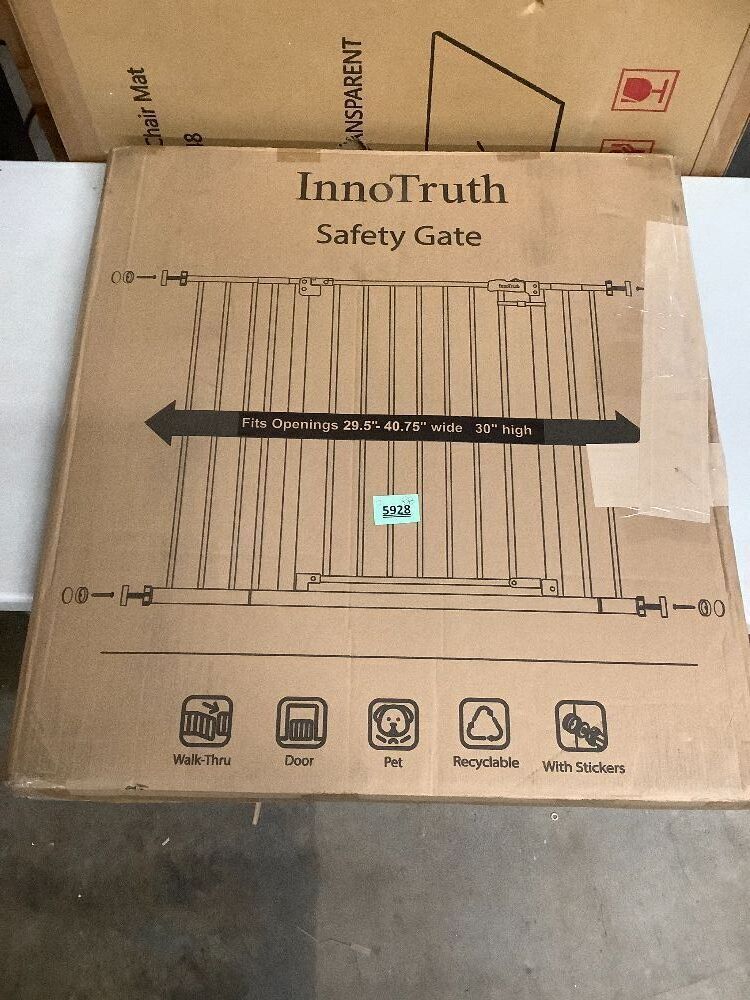 Chair Mat
ANSPARENT
InnoTruth
Safety Gate
InnoTruth
Fits Openings 29.5"- 40.75" wide 30" high
5928
Walk-Thru
Door
Pet
Recyclable
With Stickers